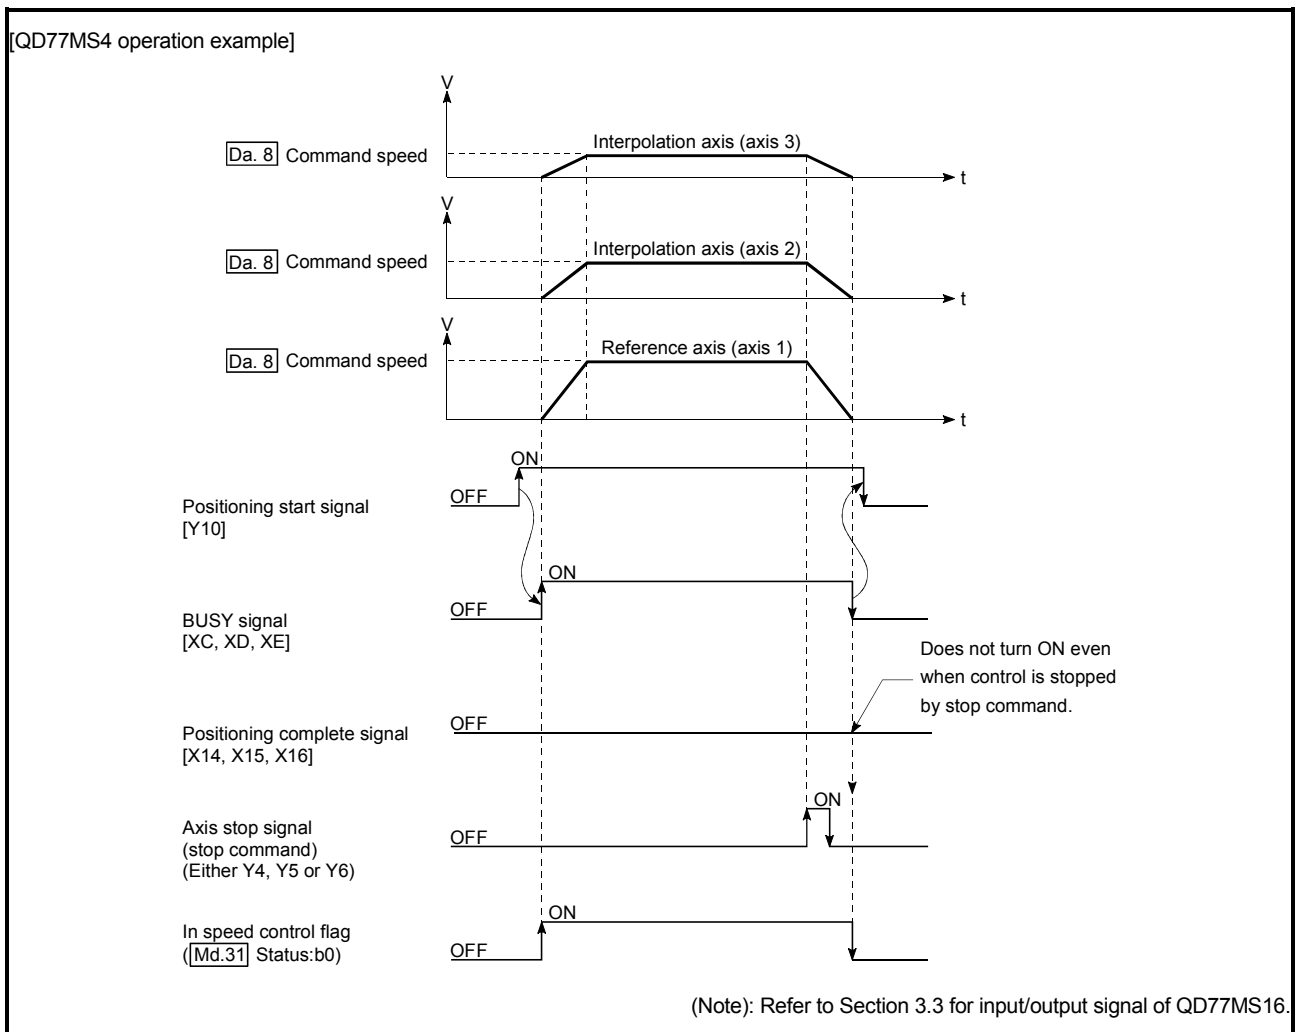 [QD77MS4 operation example]
V
Interpolation axis (axis 3)
Da. 8 Command speed
t
V
Interpolation axis (axis 2)
Da. 8 Command speed
t
V
Reference axis (axis 1)
Da. 8 Command speed
t
ON
OFF
Positioning start signal
[Y10]
ON
OFF
BUSY signal
[XC, XD, XE]
Does not turn ON even
when control is stopped
by stop command.
OFF
Positioning complete signal
[X14, X15, X16]
ON
Axis stop signal
OFF
(stop command)
(Either Y4, Y5 or Y6)
ON
In speed control flag
OFF
(Md.31 Status:b0)
(Note): Refer to Section 3.3 for input/output signal of QD77MS16.